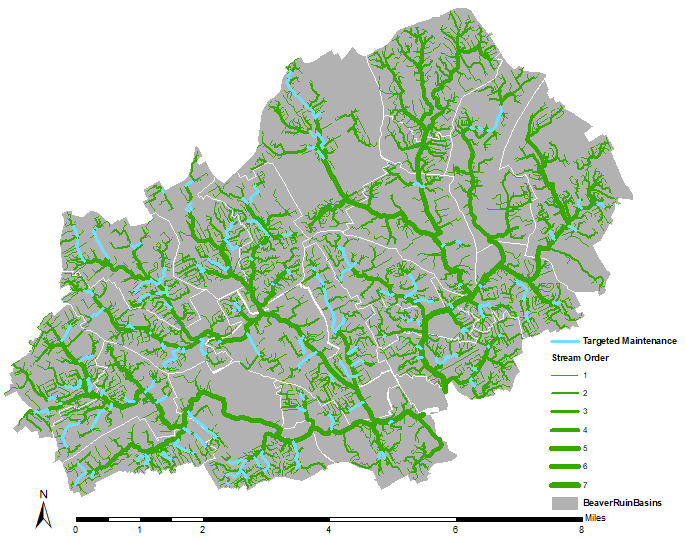 Targeted Maintenance
Stream Order
1
2
3
4
5
6
7
BeaverRuinBasins
N
Miles
0 1 2 4 6 8